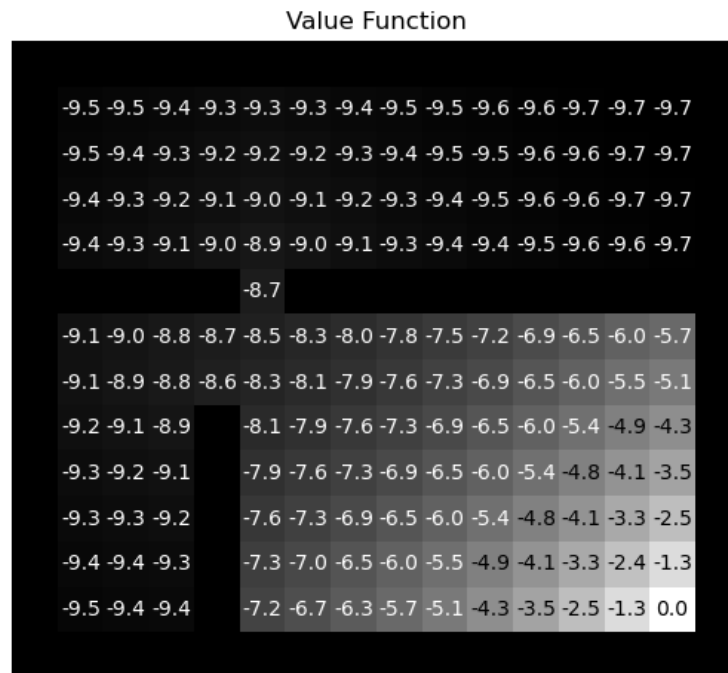 Value Function
-9.5 -9.5 -9.4 -9.3 -9.3 -9.3 -9.4 -9.5 -9.5 -9.6 -9.6 -9.7 -9.7 -9.7
-9.5 -9.4 -9.3 -9.2 -9.2 -9.2 -9.3 -9.4 -9.5 -9.5 -9.6 -9.6 -9.7 -9.7
-9.4 -9.3 -9.2 -9.1 -9.0 -9.1 -9.2 -9.3 -9.4 -9.5 -9.6 -9.6 -9.7 -9.7
-9.4 -9.3 -9.1 -9.0 -8.9 -9.0 -9.1 -9.3 -9.4 -9.4 -9.5 -9.6 -9.6 -9.7
-8.7
-9.1 -9.0 -8.8 -8.7 -8.5 -8.3 -8.0 -7.8 -7.5 -7.2 -6.9 -6.5 -6.0 -5.7
-9.1 -8.9 -8.8 -8.6 -8.3 -8.1 -7.9 -7.6 -7.3 -6.9 -6.5 -6.0 -5.5 -5.1
-9.2 -9.1 -8.9 -8.1 -7.9 -7.6 -7.3 -6.9 -6.5 -6.0 -5.4 -4.9 -4.3
-9.3 -9.2 -9.1 -7.9 -7.6 -7.3 -6.9 -6.5 -6.0 -5.4 -4.8 -4.1 -3.5
-9.3 -9.3 -9.2 -7.6 -7.3 -6.9 -6.5 -6.0 -5.4 -4.8 -4.1 -3.3 -2.5
-9.4 -9.4 -9.3 -7.3 -7.0 -6.5 -6.0 -5.5 -4.9 -4.1 -3.3 -2.4 -1.3
-9.5 -9.4 -9.4 -7.2 -6.7 -6.3 -5.7 -5.1 -4.3 -3.5 -2.5 -1.3 0.0